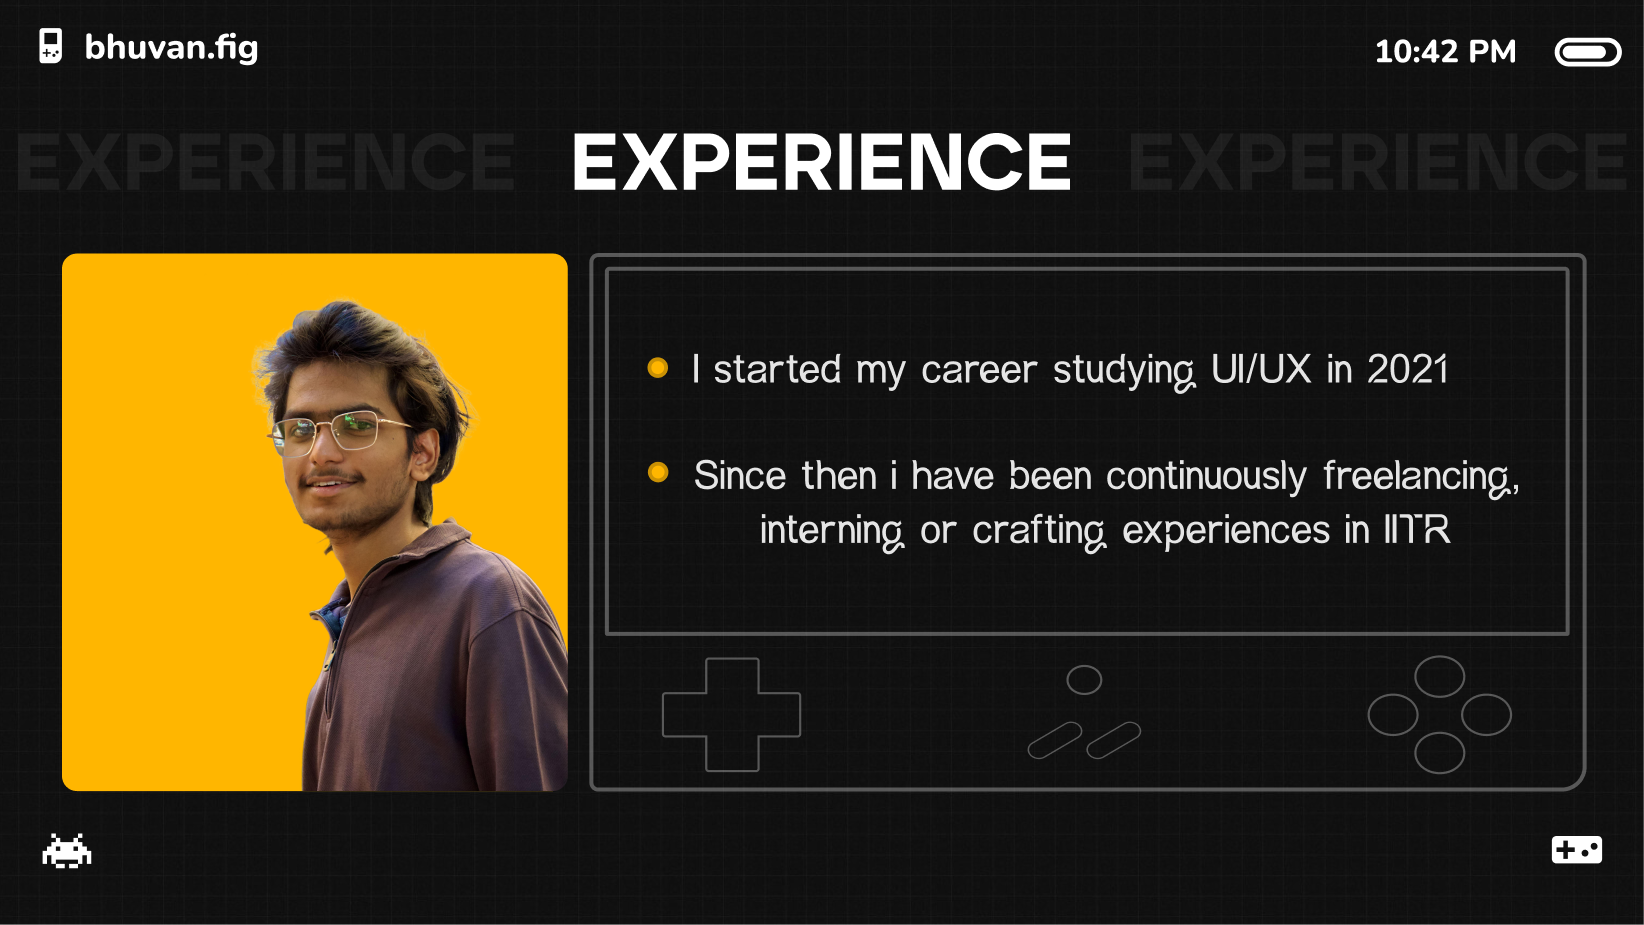 bhuvan.fig
10:42 PM
EXPERIENCE EXPERIENCE EXPERIENCE
I started my career studying UI/UX in 2021
Since then i have been continuously freelancing,
interning or crafting experiences in IITR